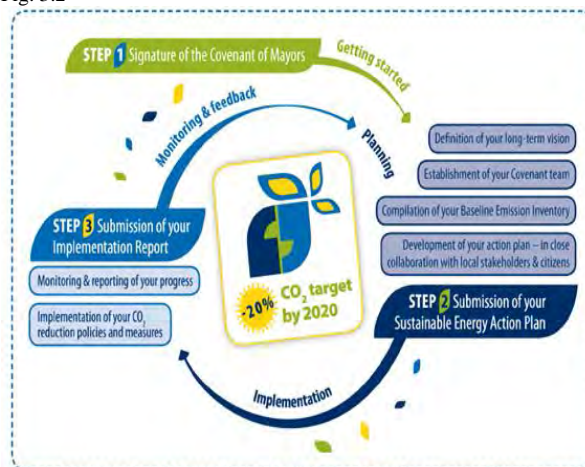 STEP 1 Signature of the Covenant of Mayors
Getting started
Monitoring & feedback
Planning
Definition of your long-term vision
Establishment of your Covenant team
Compilation of your Baseline Emission Inventory
Development of your action plan – in close
collaboration with local stakeholders & citizens
STEP 2 Submission of your
Sustainable Energy Action Plan
Implementation
STEP 3 Submission of your
Implementation Report
Monitoring & reporting of your progress
Implementation of your CO₂
reduction policies and measures
-20%
CO₂ target
by 2020